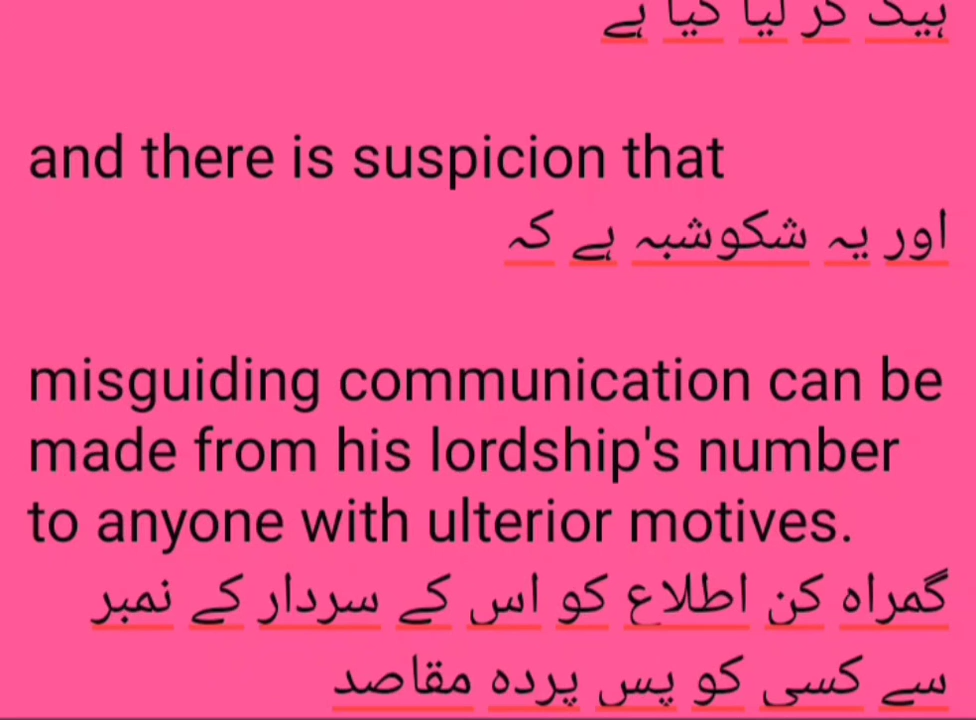 ہیک کر لیا گیا ہے
and there is suspicion that
اور یہ شکوشبہ ہے کہ
misguiding communication can be
made from his lordship's number
to anyone with ulterior motives.
گمراہ کن اطلاع کو اس کے سردار کے نمبر
سے کسی کو پس پردہ مقاصد